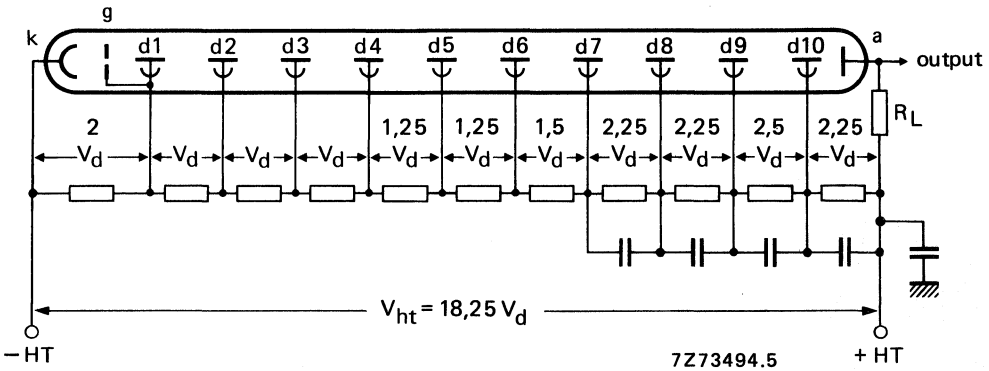 g
k d1 d2 d3 d4 d5 d6 d7 d8 d9 d10 a
output
R_L
2 1,25 1,25 1,5 2,25 2,25 2,5 2,25
V_d V_d V_d V_d V_d V_d V_d V_d V_d V_d V_d
V_ht = 18,25 V_d
− HT + HT
7Z73494.5